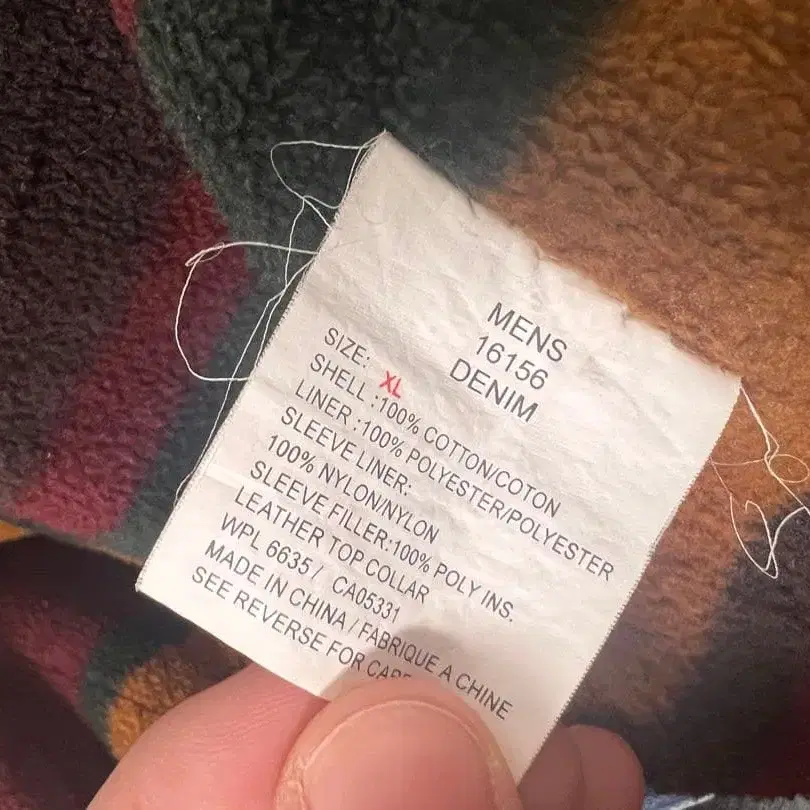 MENS
16156
DENIM
SIZE: XL
SHELL :100% COTTON/COTON
LINER :100% POLYESTER/POLYESTER
SLEEVE LINER:
100% NYLON/NYLON
SLEEVE FILLER:100% POLY INS.
LEATHER TOP COLLAR
WPL 6635 / CA05331
MADE IN CHINA / FABRIQUE A CHINE
SEE REVERSE FOR